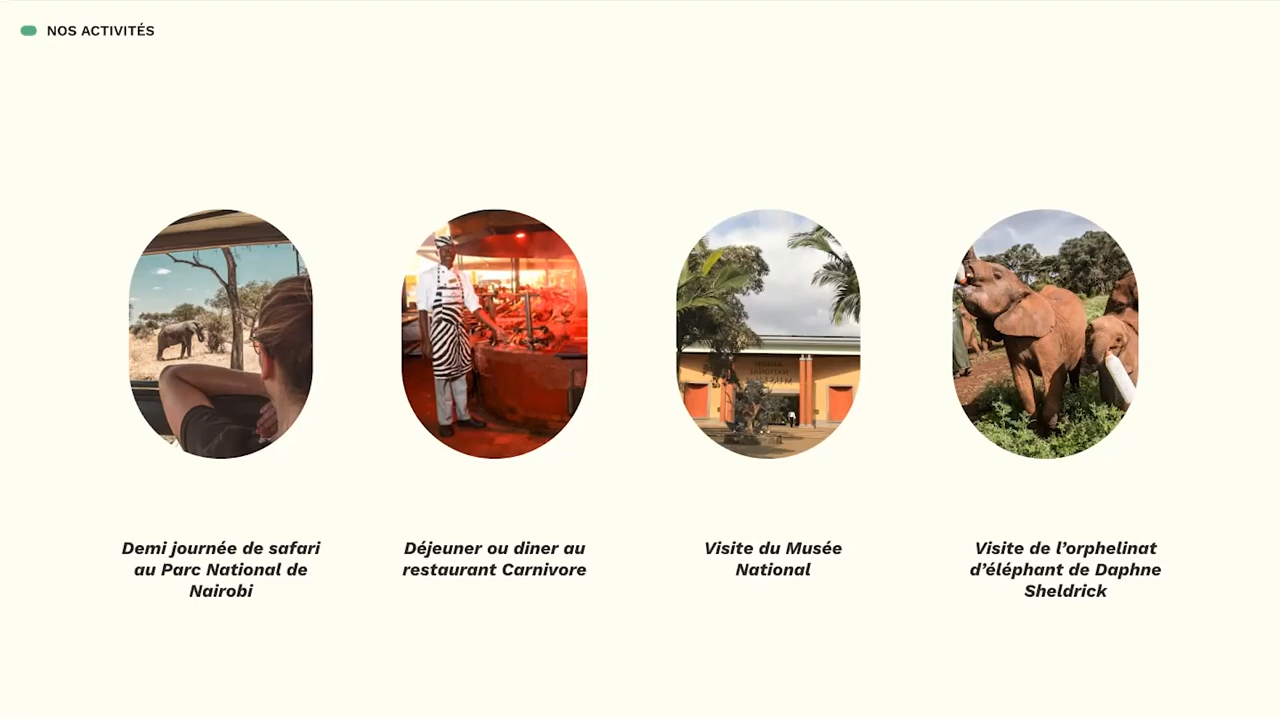 NOS ACTIVITÉS
Demi journée de safari
au Parc National de
Nairobi
Déjeuner ou diner au
restaurant Carnivore
Visite du Musée
National
Visite de l’orphelinat
d’éléphant de Daphne
Sheldrick